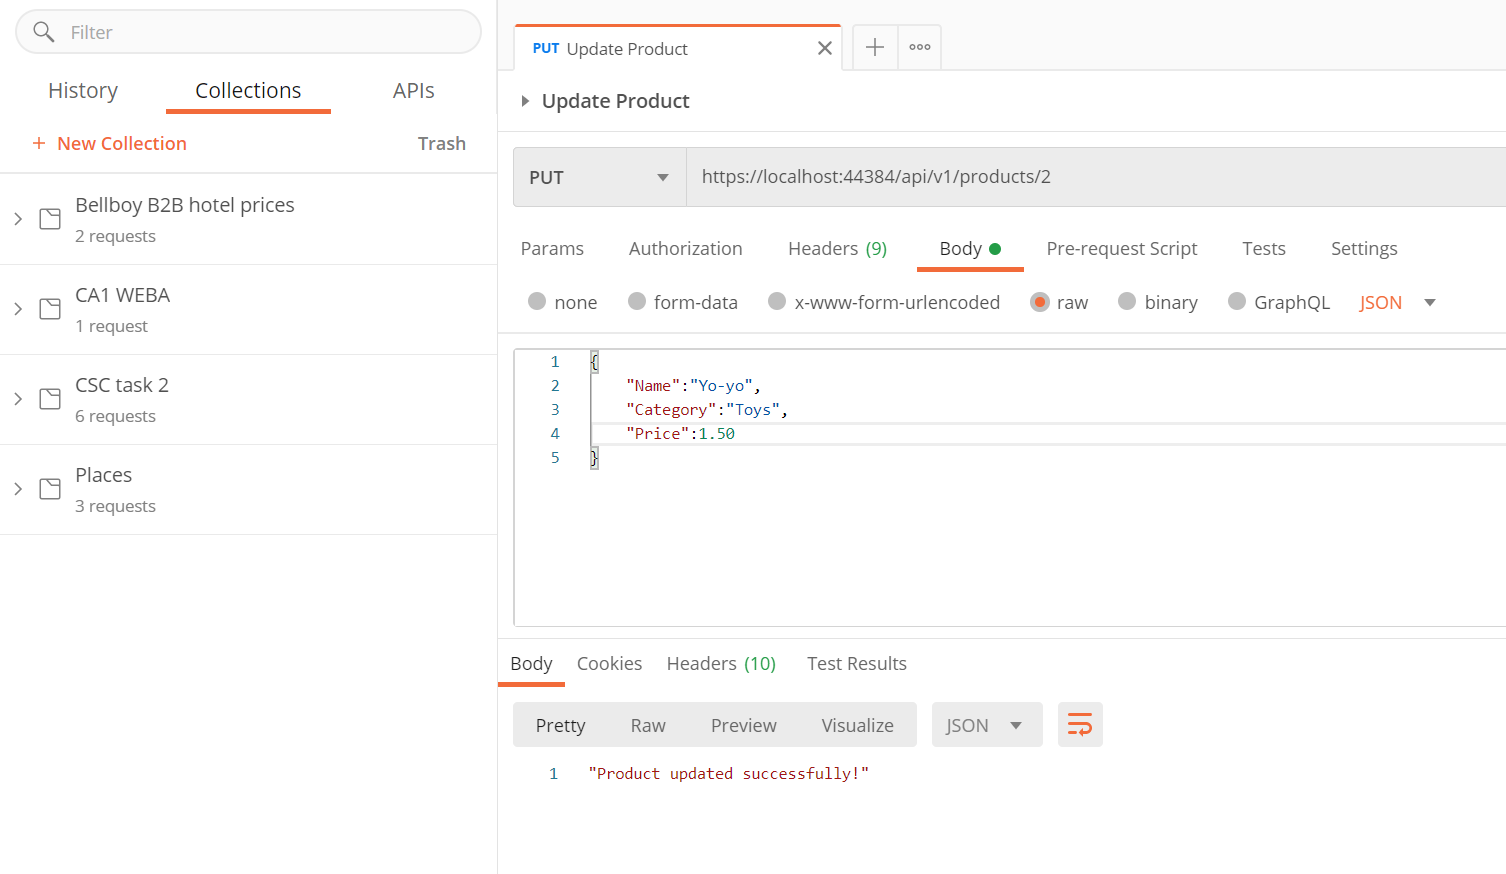 Filter
History Collections APIs
+ New Collection Trash
Bellboy B2B hotel prices
2 requests
CA1 WEBA
1 request
CSC task 2
6 requests
Places
3 requests
PUT Update Product
Update Product
PUT https://localhost:44384/api/v1/products/2
Params Authorization Headers (9) Body Pre-request Script Tests Settings
none form-data x-www-form-urlencoded raw binary GraphQL JSON
1 {
2 "Name":"Yo-yo",
3 "Category":"Toys",
4 "Price":1.50
5 }
Body Cookies Headers (10) Test Results
Pretty Raw Preview Visualize JSON
1 "Product updated successfully!"